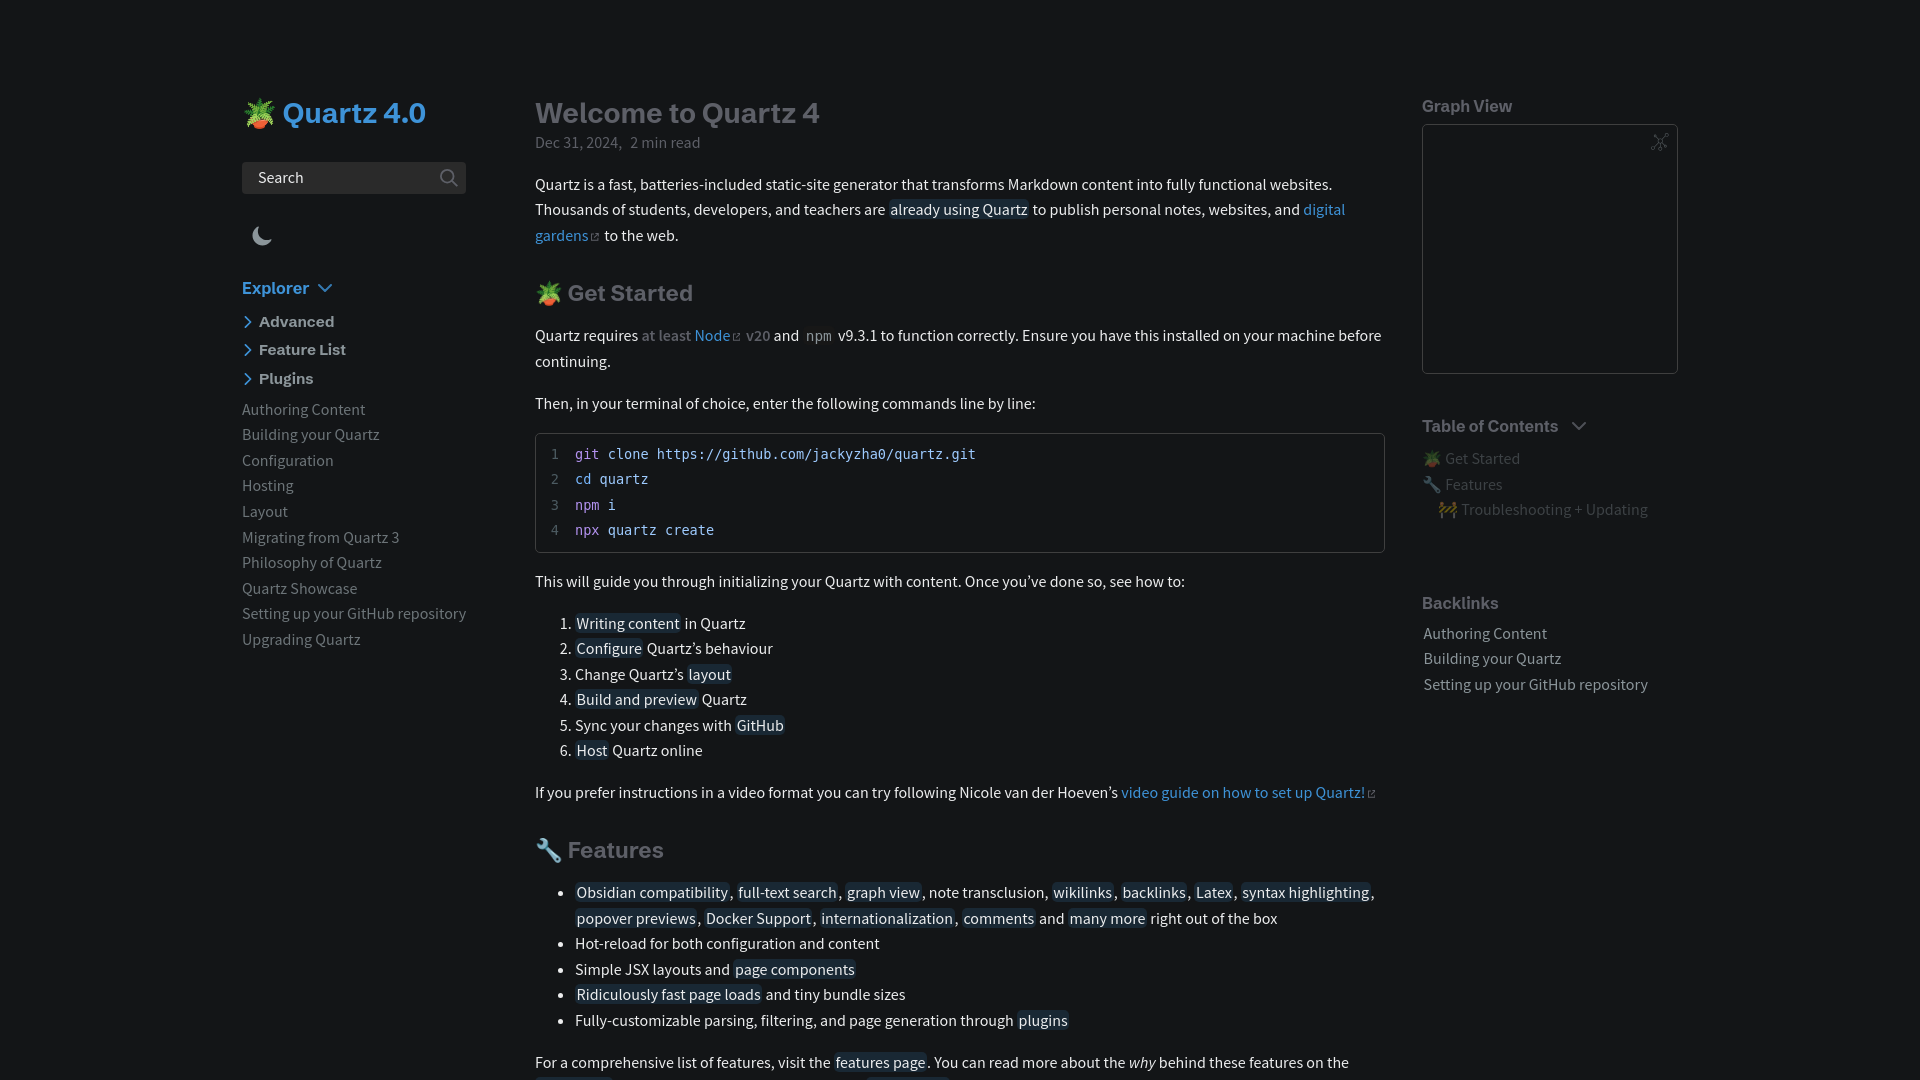 🪴 Quartz 4.0
Search
Explorer
Advanced
Feature List
Plugins
Authoring Content
Building your Quartz
Configuration
Hosting
Layout
Migrating from Quartz 3
Philosophy of Quartz
Quartz Showcase
Setting up your GitHub repository
Upgrading Quartz
Welcome to Quartz 4
Dec 31, 2024, 2 min read
Quartz is a fast, batteries-included static-site generator that transforms Markdown content into fully functional websites.
Thousands of students, developers, and teachers are already using Quartz to publish personal notes, websites, and digital
gardens to the web.
🪴 Get Started
Quartz requires at least Node v20 and npm v9.3.1 to function correctly. Ensure you have this installed on your machine before
continuing.
Then, in your terminal of choice, enter the following commands line by line:
1 git clone https://github.com/jackyzha0/quartz.git
2 cd quartz
3 npm i
4 npx quartz create
This will guide you through initializing your Quartz with content. Once you’ve done so, see how to:
1. Writing content in Quartz
2. Configure Quartz’s behaviour
3. Change Quartz’s layout
4. Build and preview Quartz
5. Sync your changes with GitHub
6. Host Quartz online
If you prefer instructions in a video format you can try following Nicole van der Hoeven’s video guide on how to set up Quartz!
🔧 Features
• Obsidian compatibility, full-text search, graph view, note transclusion, wikilinks, backlinks, Latex, syntax highlighting,
popover previews, Docker Support, internationalization, comments and many more right out of the box
• Hot-reload for both configuration and content
• Simple JSX layouts and page components
• Ridiculously fast page loads and tiny bundle sizes
• Fully-customizable parsing, filtering, and page generation through plugins
For a comprehensive list of features, visit the features page. You can read more about the why behind these features on the
Graph View
Table of Contents
🪴 Get Started
🔧 Features
🚧 Troubleshooting + Updating
Backlinks
Authoring Content
Building your Quartz
Setting up your GitHub repository